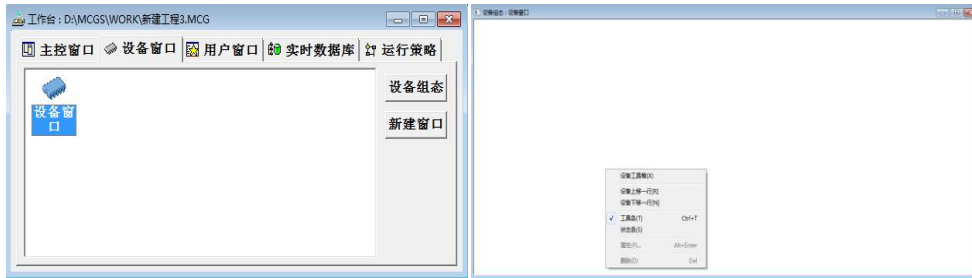 工作台 : D:\MCGS\WORK\新建工程3.MCG
主控窗口 设备窗口 用户窗口 实时数据库 运行策略
设备窗
口
设备组态
新建窗口
设备组态 : 设备窗口
设备工具箱(X)
设备上移一行(R)
设备下移一行(N)
✓ 工具条(T) Ctrl+T
状态条(S)
属性(P)... Alt+Enter
删除(D) Del